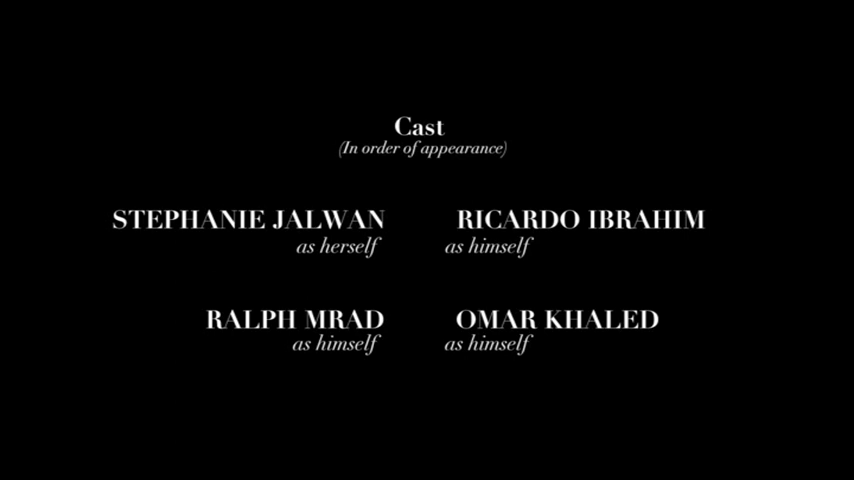 Cast
(In order of appearance)
STEPHANIE JALWAN
as herself
RICARDO IBRAHIM
as himself
RALPH MRAD
as himself
OMAR KHALED
as himself